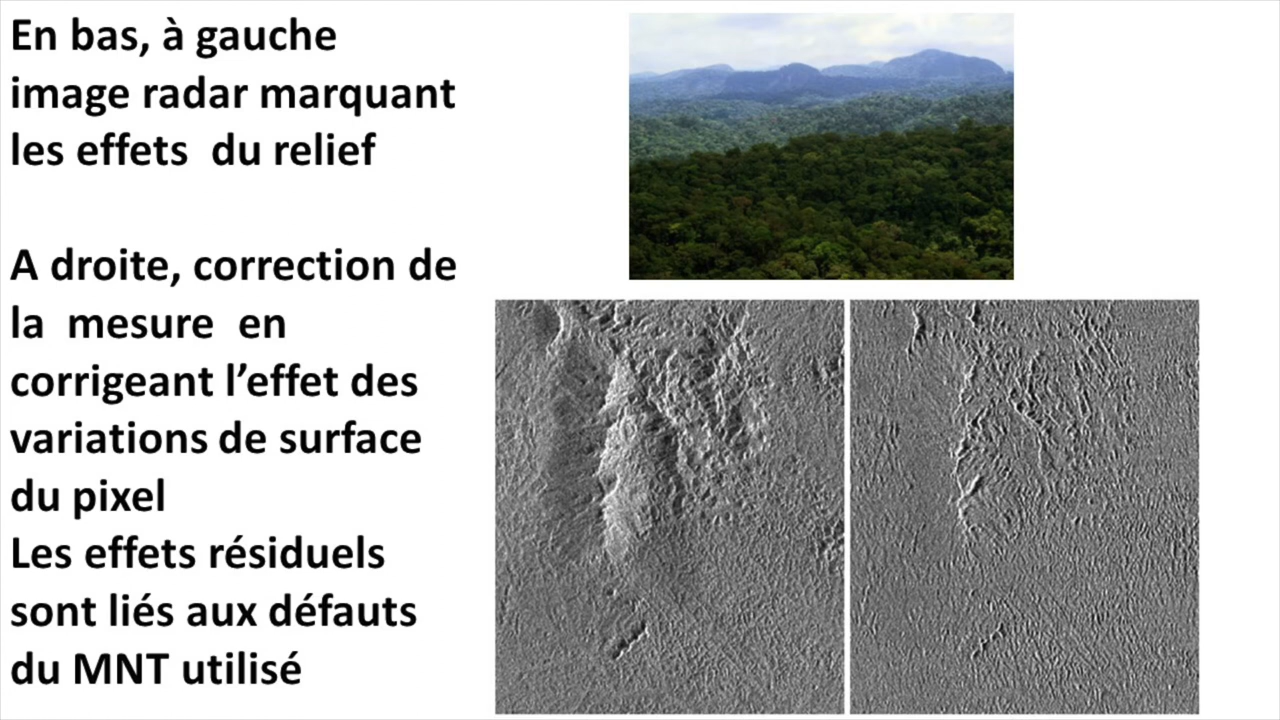 En bas, à gauche
image radar marquant
les effets  du relief
A droite, correction de
la  mesure  en
corrigeant l’effet des
variations de surface
du pixel
Les effets résiduels
sont liés aux défauts
du MNT utilisé